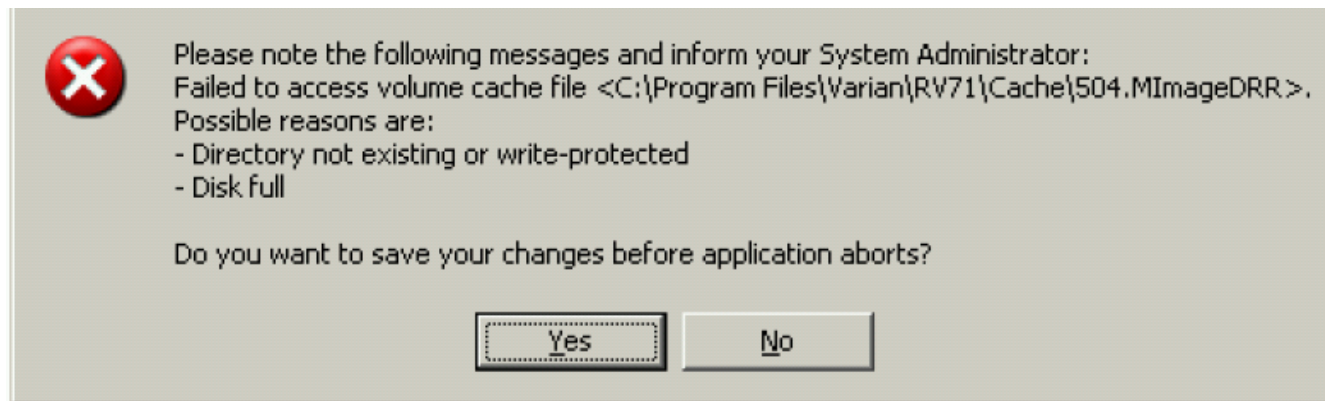 Please note the following messages and inform your System Administrator:
Failed to access volume cache file <C:\Program Files\Varian\RV71\Cache\504.MImageDRR>.
Possible reasons are:
- Directory not existing or write-protected
- Disk full
Do you want to save your changes before application aborts?
Yes
No